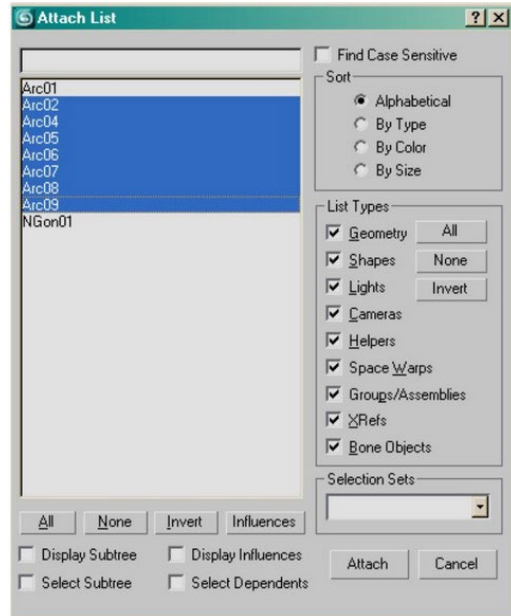 Attach List
Find Case Sensitive
Arc01
Arc02
Arc04
Arc05
Arc06
Arc07
Arc08
Arc09
NGon01
Sort
Alphabetical
By Type
By Color
By Size
List Types
Geometry All
Shapes None
Lights Invert
Cameras
Helpers
Space Warps
Groups/Assemblies
XRefs
Bone Objects
Selection Sets
All None Invert Influences
Display Subtree Display Influences
Select Subtree Select Dependents
Attach Cancel